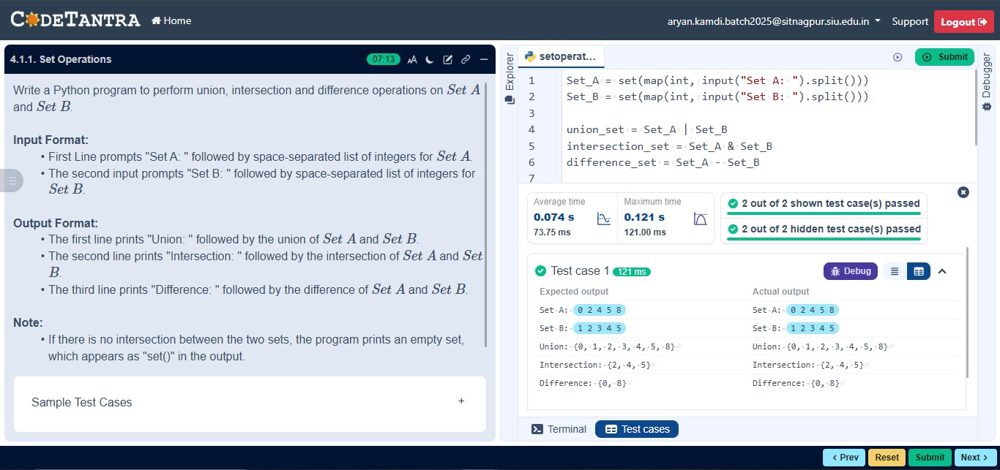 CODETANTRA
Home
aryan.kamdi.batch2025@sitnagpur.siu.edu.in
Support
Logout
4.1.1. Set Operations
07:13
AA
Write a Python program to perform union, intersection and difference operations on Set A
and Set B.
Input Format:
• First Line prompts "Set A: " followed by space-separated list of integers for Set A.
• The second input prompts "Set B: " followed by space-separated list of integers for
Set B.
Output Format:
• The first line prints "Union: " followed by the union of Set A and Set B.
• The second line prints "Intersection: " followed by the intersection of Set A and Set
B.
• The third line prints "Difference: " followed by the difference of Set A and Set B.
Note:
• If there is no intersection between the two sets, the program prints an empty set,
which appears as "set()" in the output.
Sample Test Cases
+
Explorer
setoperat...
Submit
Debugger
1 Set_A = set(map(int, input("Set A: ").split()))
2 Set_B = set(map(int, input("Set B: ").split()))
3
4 union_set = Set_A | Set_B
5 intersection_set = Set_A & Set_B
6 difference_set = Set_A - Set_B
7
Average time
0.074 s
73.75 ms
Maximum time
0.121 s
121.00 ms
2 out of 2 shown test case(s) passed
2 out of 2 hidden test case(s) passed
Test case 1 121 ms
Debug
Expected output
Set·A:· 0 2 4 5 8
Set·B:· 1 2 3 4 5
Union:·{0,·1,·2,·3,·4,·5,·8}
Intersection:·{2,·4,·5}
Difference:·{0,·8}
Actual output
Set·A:· 0 2 4 5 8
Set·B:· 1 2 3 4 5
Union:·{0,·1,·2,·3,·4,·5,·8}
Intersection:·{2,·4,·5}
Difference:·{0,·8}
Terminal
Test cases
< Prev
Reset
Submit
Next >